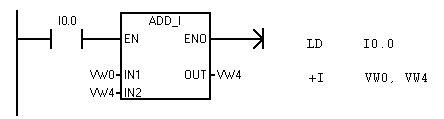 I0.0 ADD_I
EN ENO LD I0.0
VW0 IN1 OUT VW4 +I VW0, VW4
VW4 IN2